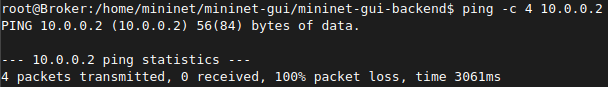 root@Broker:/home/mininet/mininet-gui-backend$ ping -c 4 10.0.0.2
PING 10.0.0.2 (10.0.0.2) 56(84) bytes of data.

--- 10.0.0.2 ping statistics ---
4 packets transmitted, 0 received, 100% packet loss, time 3061ms